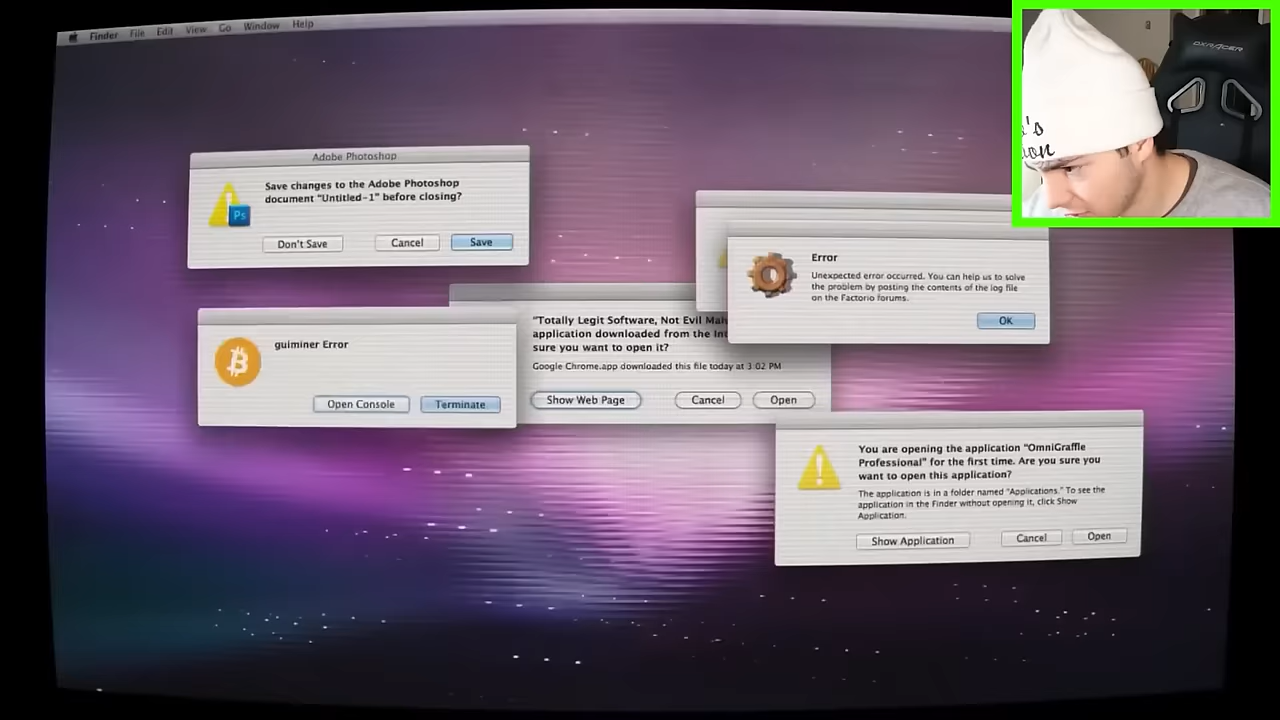 Finder File Edit View Go Window Help
DXRACER
Adobe Photoshop
Save changes to the Adobe Photoshop
document "Untitled-1" before closing?
Ps
Don't Save Cancel Save
Error
Unexpected error occurred. You can help us to solve
the problem by posting the contents of the log file
on the Factorio forums.
OK
guiminer Error
Open Console Terminate
"Totally Legit Software, Not Evil
application downloaded from the
sure you want to open it?
Google Chrome.app downloaded this file today at 3:02 PM
Show Web Page Cancel Open
You are opening the application "OmniGraffle
Professional" for the first time. Are you sure you
want to open this application?
The application is in a folder named "Applications." To see the
application in the Finder without opening it, click Show
Application.
Show Application Cancel Open